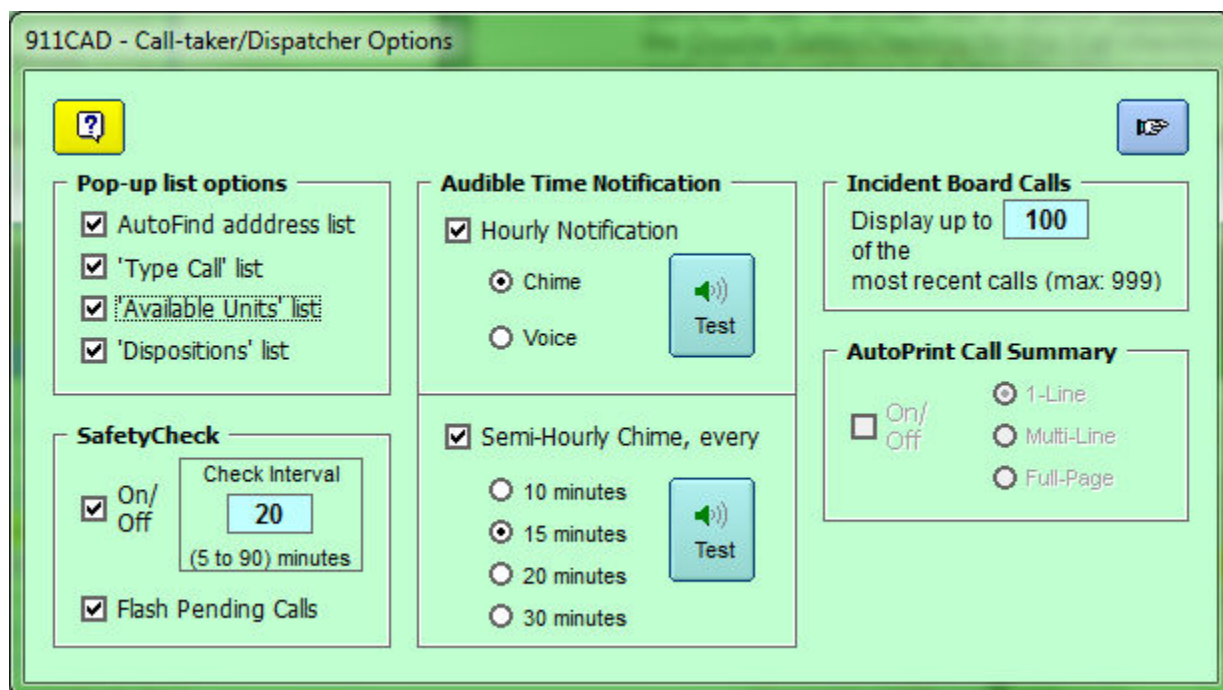 911CAD - Call-taker/Dispatcher Options
?
Pop-up list options
AutoFind adddress list
'Type Call' list
'Available Units' list
'Dispositions' list
SafetyCheck
On/
Off
Check Interval
20
(5 to 90) minutes
Flash Pending Calls
Audible Time Notification
Hourly Notification
Chime
Voice
Test
Semi-Hourly Chime, every
10 minutes
15 minutes
20 minutes
30 minutes
Test
Incident Board Calls
Display up to 100
of the
most recent calls (max: 999)
AutoPrint Call Summary
On/
Off
1-Line
Multi-Line
Full-Page